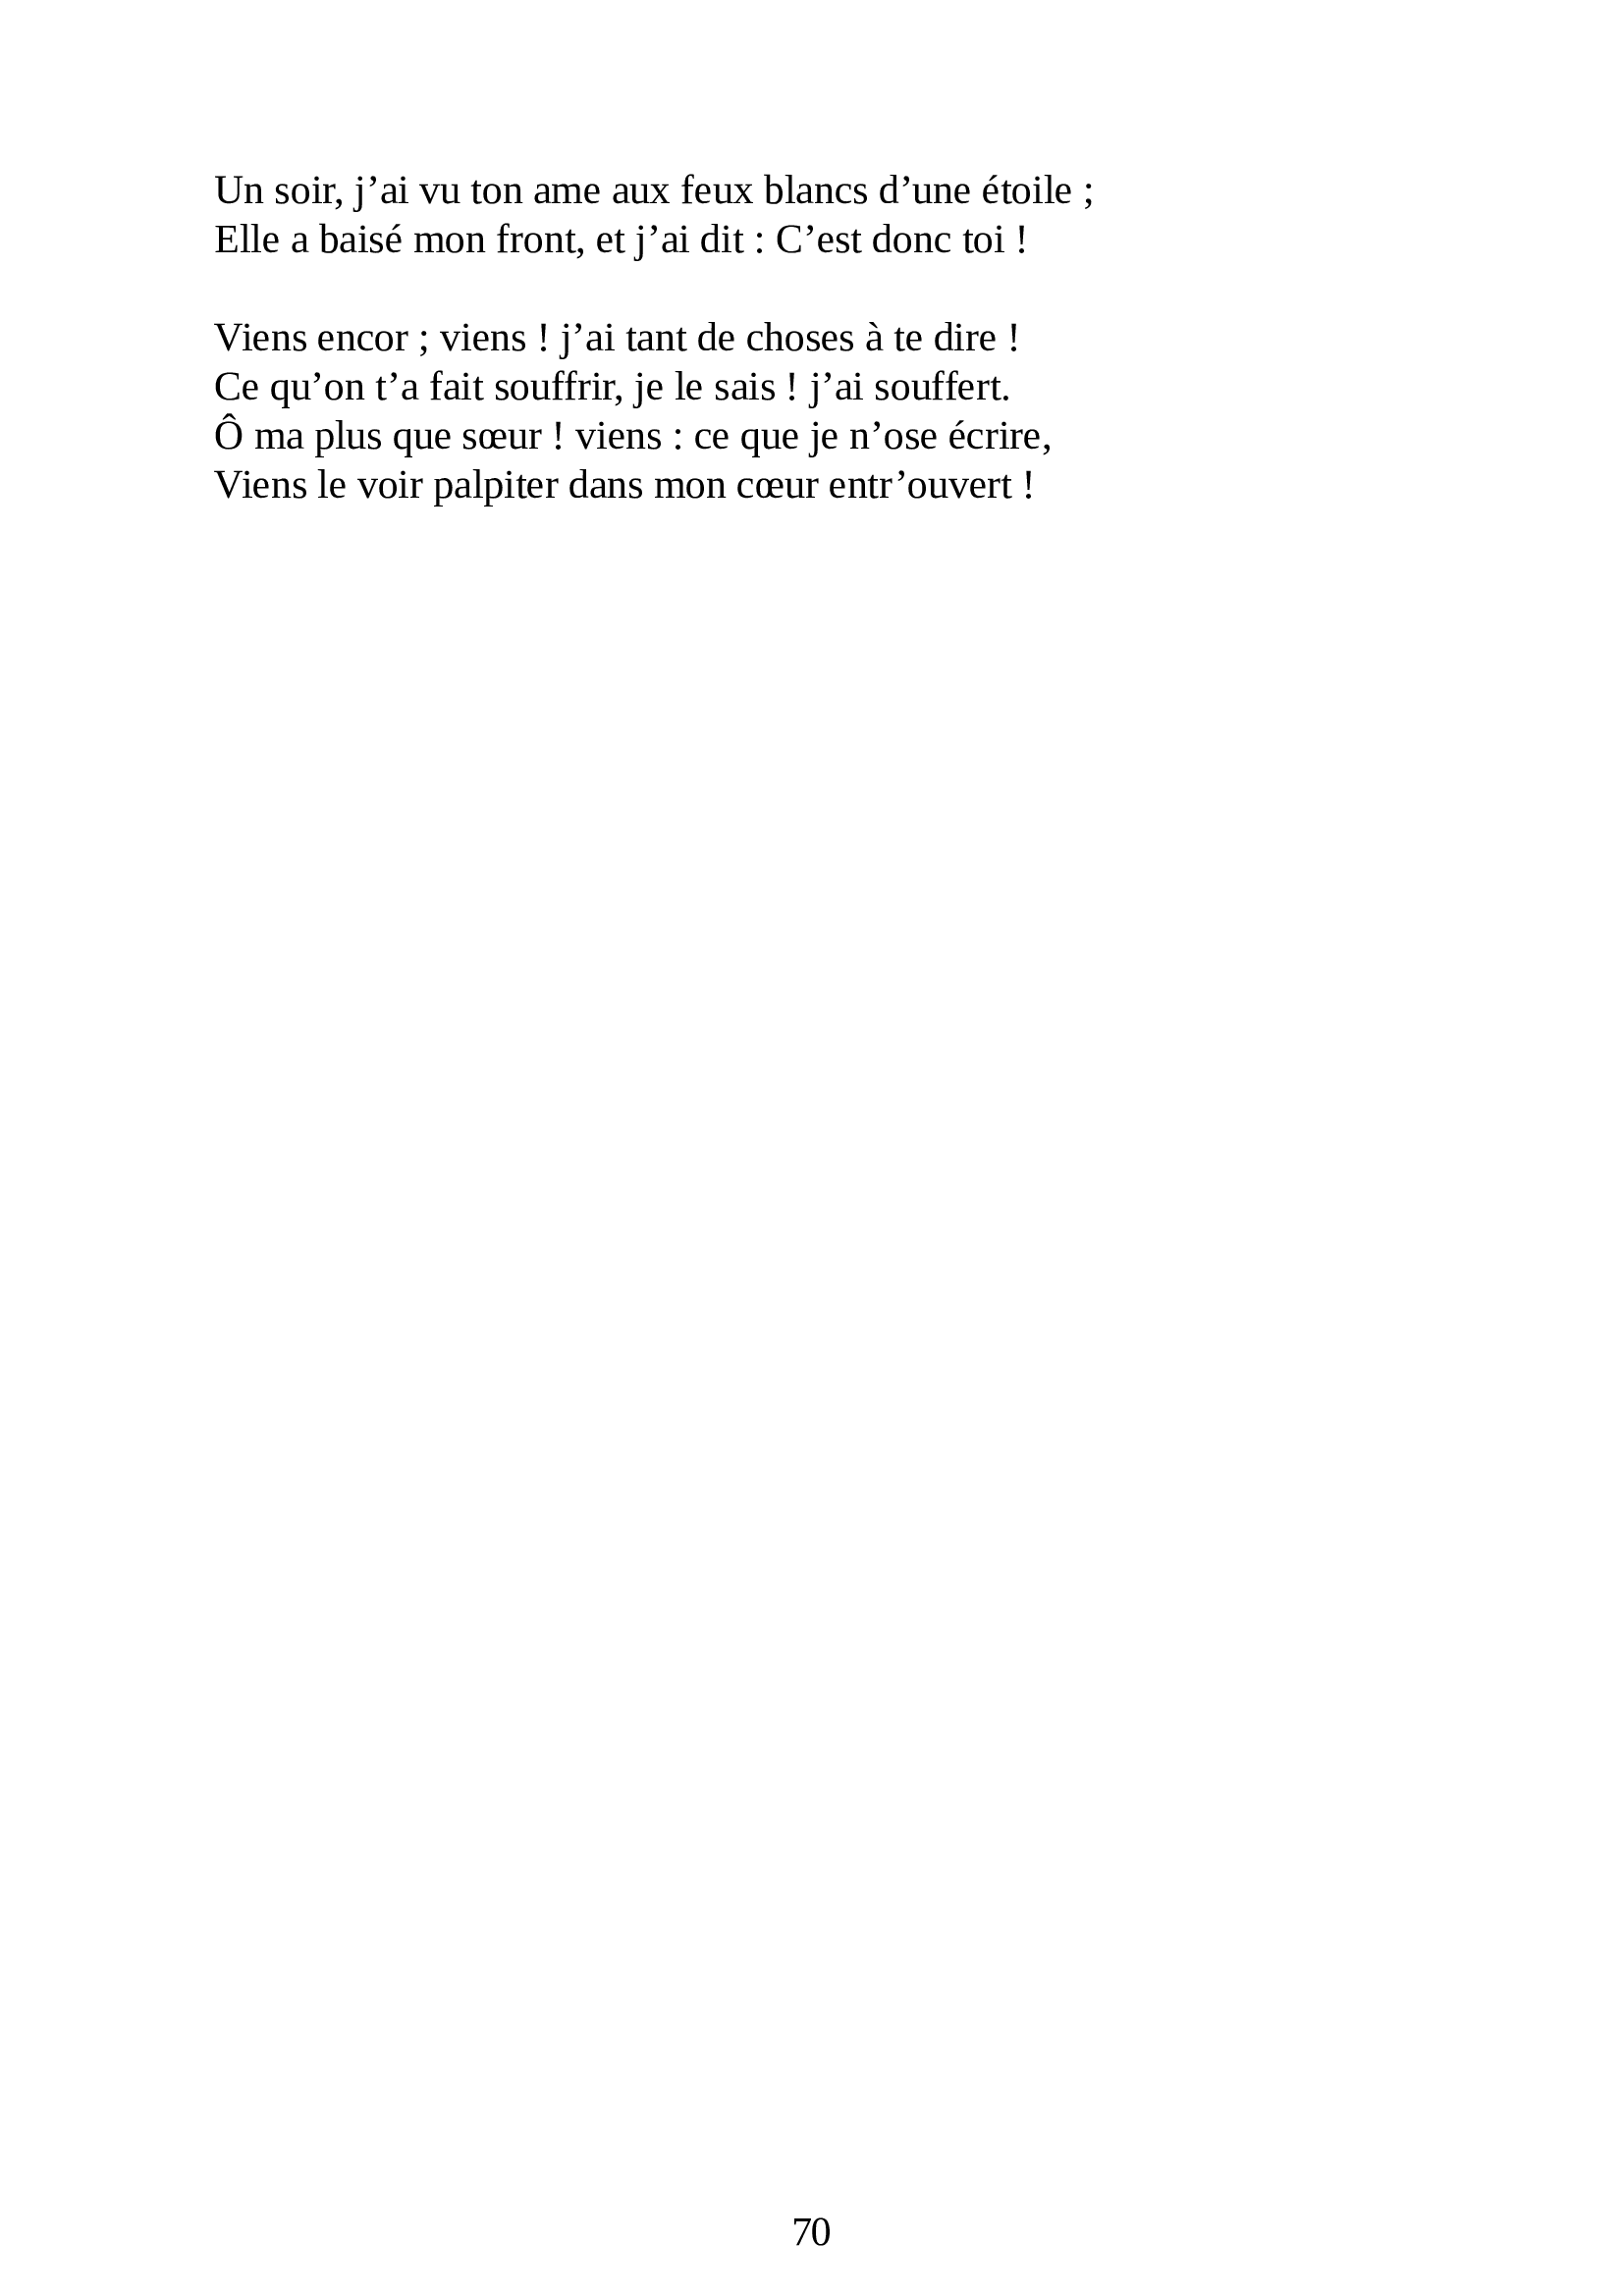 Un soir, j’ai vu ton ame aux feux blancs d’une étoile ;
Elle a baisé mon front, et j’ai dit : C’est donc toi !
Viens encor ; viens ! j’ai tant de choses à te dire !
Ce qu’on t’a fait souffrir, je le sais ! j’ai souffert.
Ô ma plus que sœur ! viens : ce que je n’ose écrire,
Viens le voir palpiter dans mon cœur entr’ouvert !
70